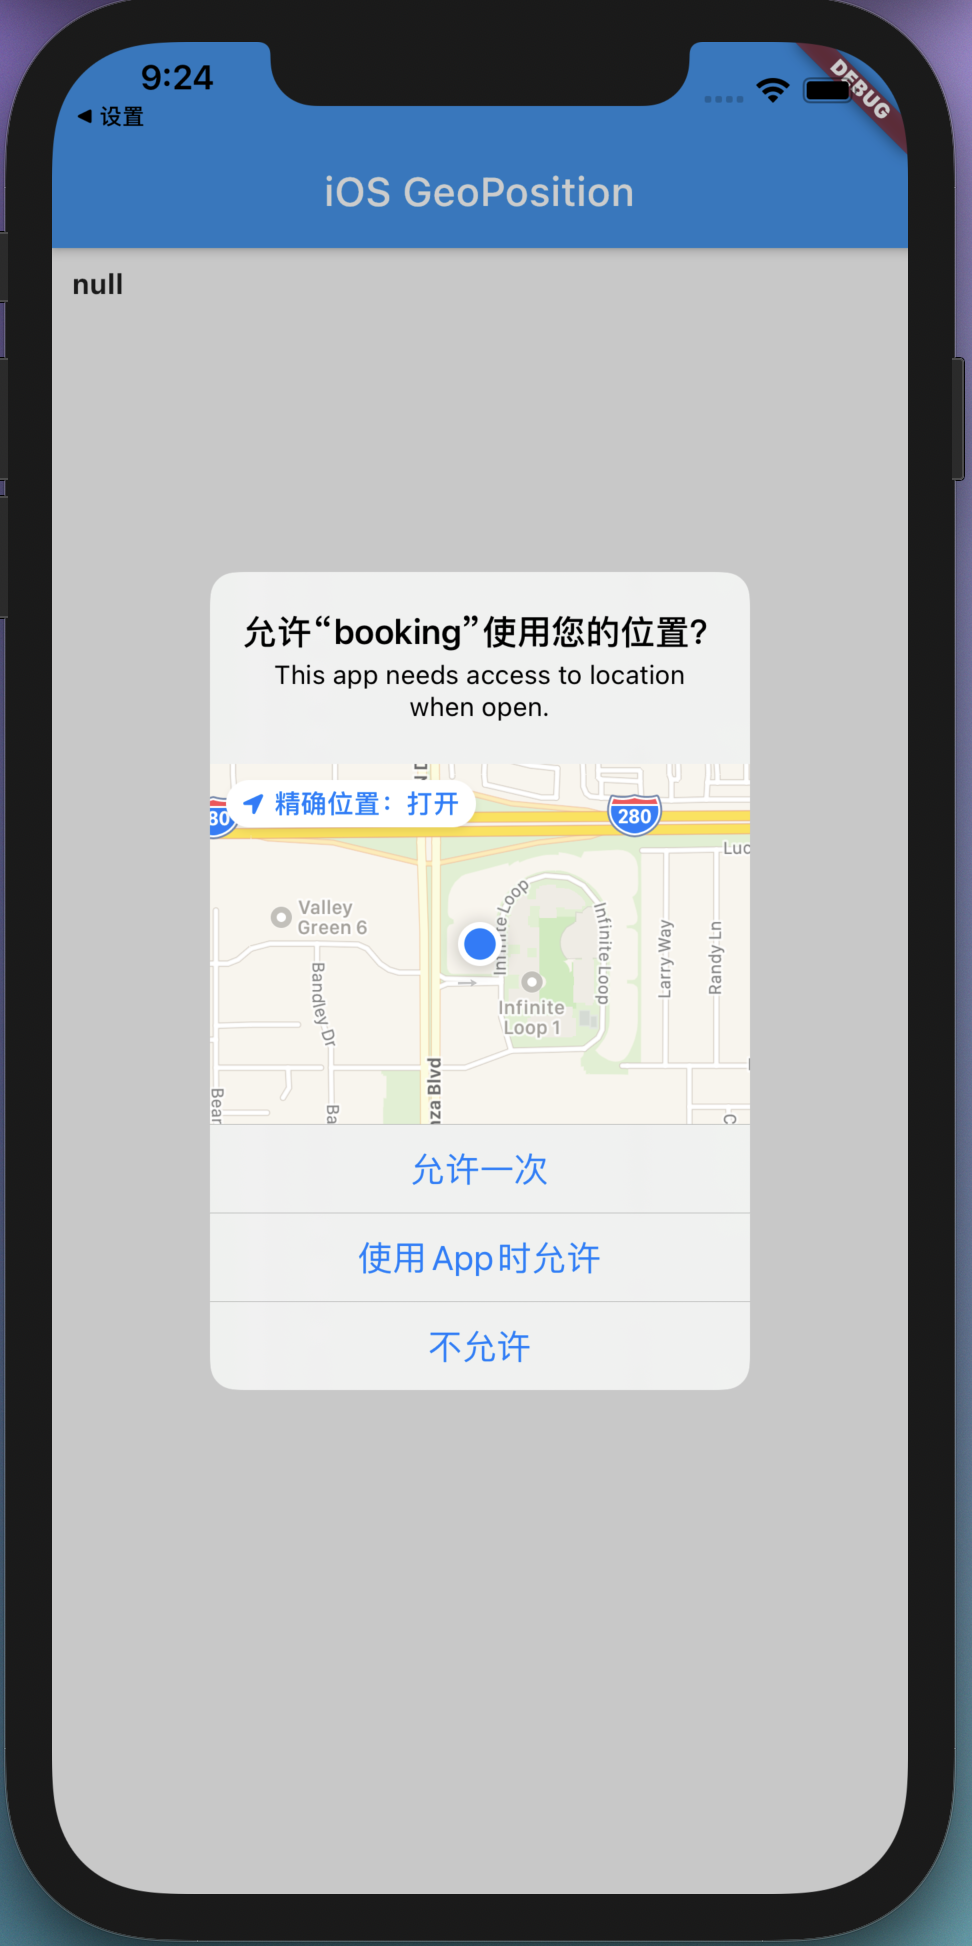 9:24
DEBUG
◀ 设置
iOS GeoPosition
null
允许“booking”使用您的位置?
This app needs access to location
when open.
精确位置：打开
80
280
Luc
Valley
Green 6
Infinite Loop
Infinite Loop
Larry Way
Randy Ln
Bandley Dr
Infinite
Loop 1
nza Blvd
Bear
Ba
C
允许一次
使用App时允许
不允许